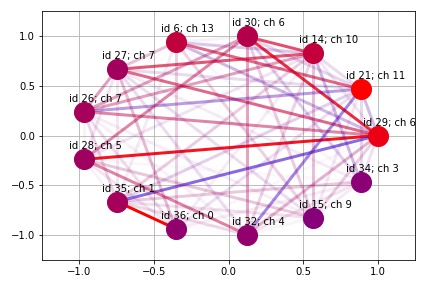 id 30; ch 6
id 6; ch 13
id 14; ch 10
id 27; ch 7
id 21; ch 11
id 26; ch 7
id 29; ch 6
id 28; ch 5
id 34; ch 3
id 35; ch 1
id 15; ch 9
id 36; ch 0
id 32; ch 4
1.0
0.5
0.0
−0.5
−1.0
−1.0 −0.5 0.0 0.5 1.0